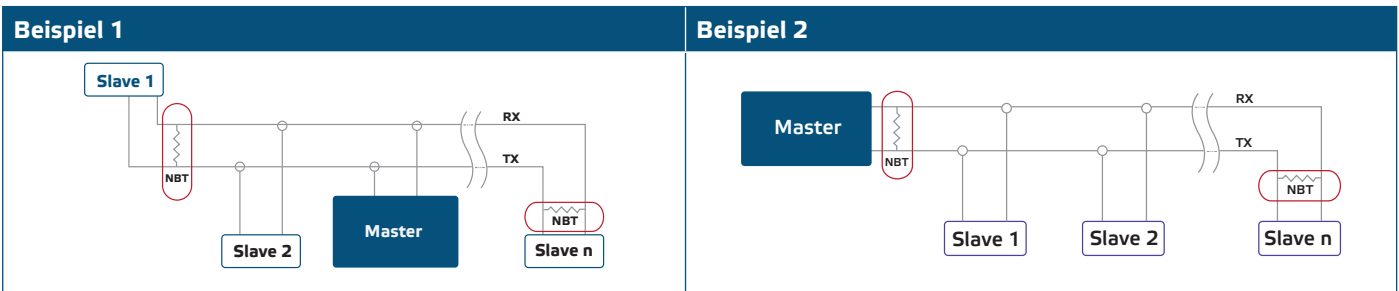 Beispiel 1
Slave 1
RX
TX
NBT
NBT
Master
Slave 2
Slave n
Beispiel 2
RX
Master
TX
NBT
NBT
Slave 1
Slave 2
Slave n